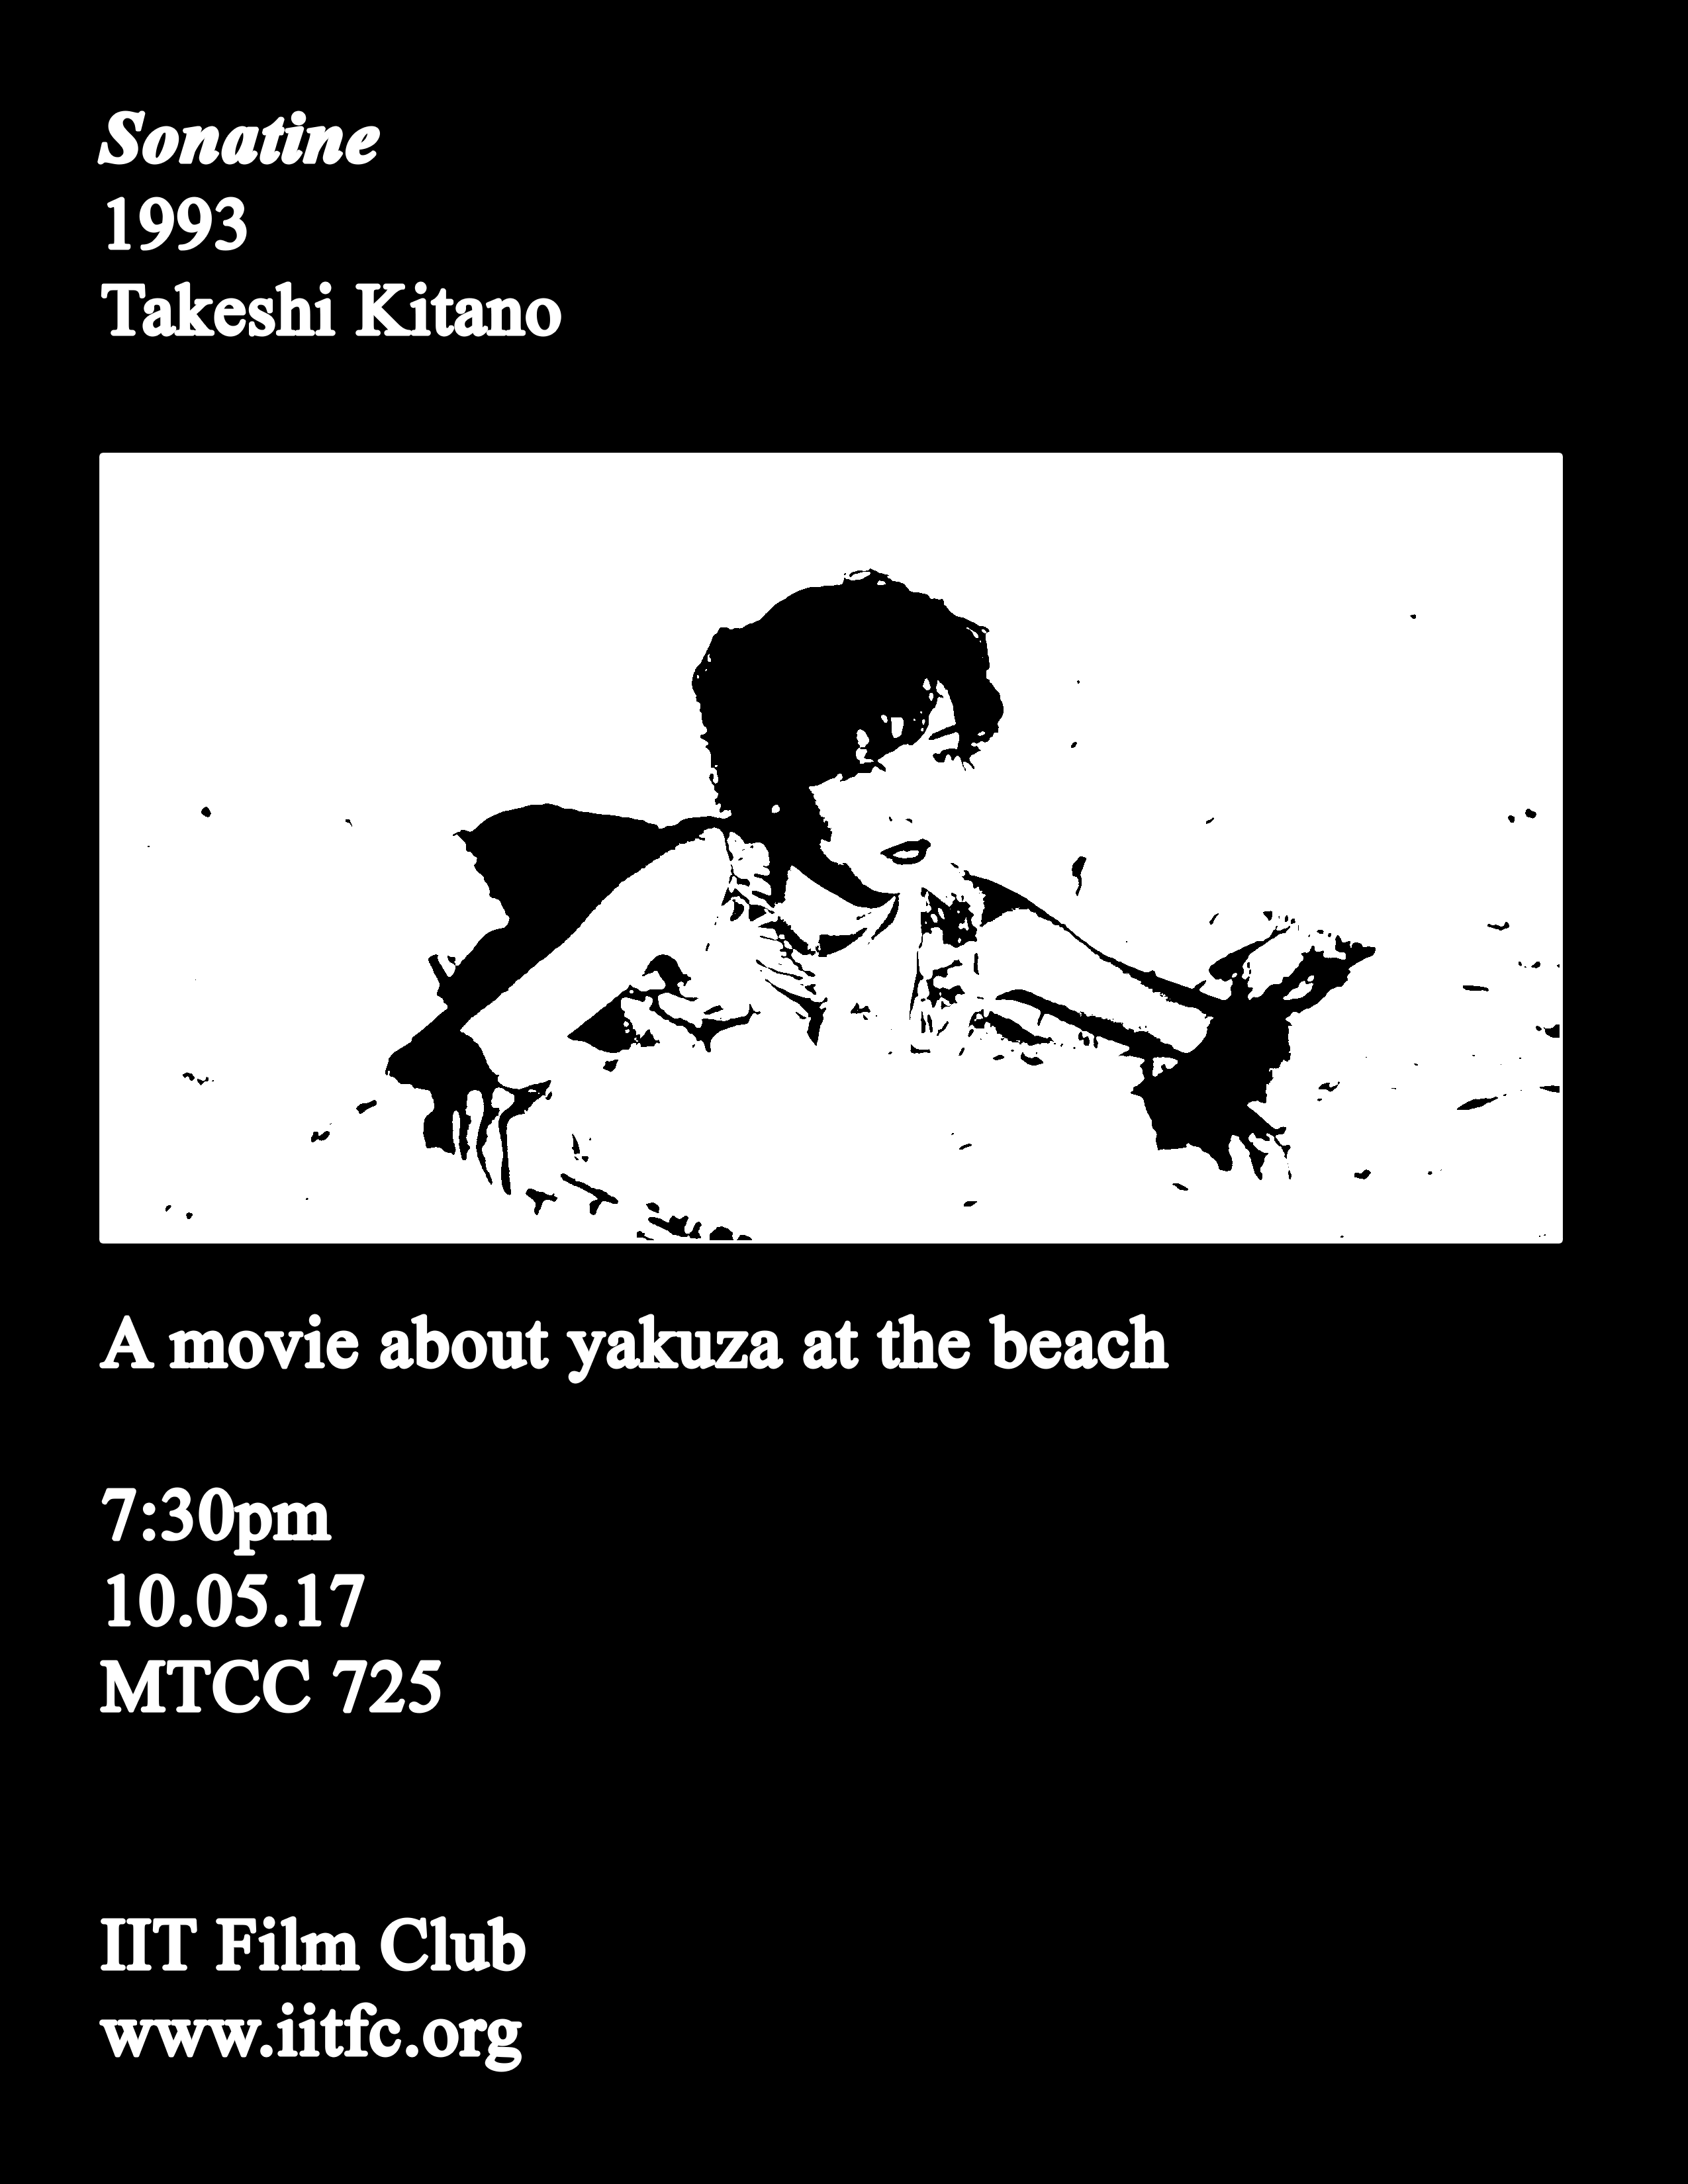 Sonatine
1993
Takeshi Kitano
A movie about yakuza at the beach
7:30pm
10.05.17
MTCC 725
IIT Film Club
www.iitfc.org